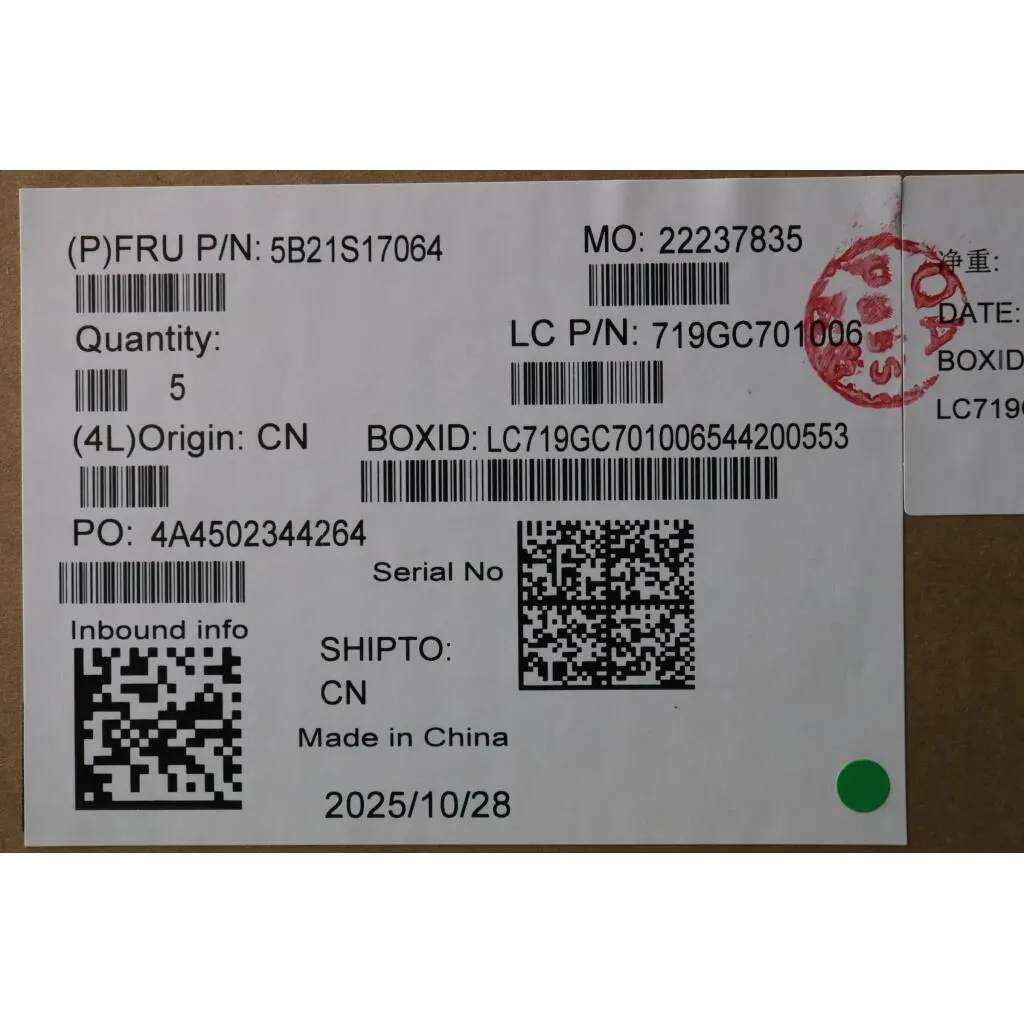 (P)FRU P/N: 5B21S17064
MO: 22237835
Quantity:
5
LC P/N: 719GC701006
(4L)Origin: CN
BOXID: LC719GC701006544200553
PO: 4A4502344264
Serial No
Inbound info
SHIPTO:
CN
Made in China
2025/10/28
净重:
DATE:
BOXID
LC719
QA